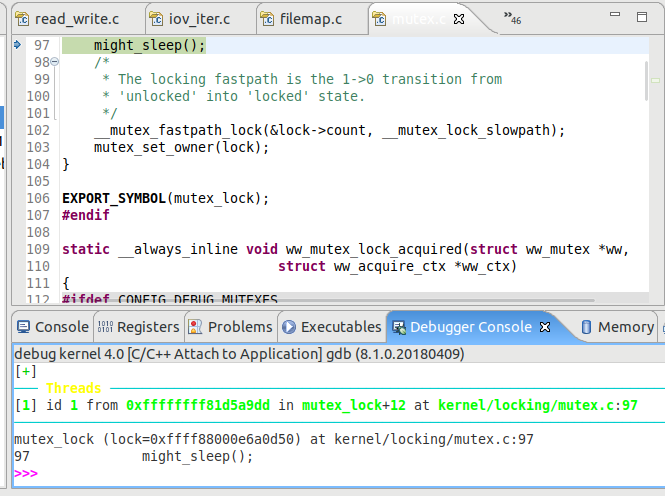 read_write.c iov_iter.c filemap.c mutex.c »46
97 might_sleep();
98 /*
99 * The locking fastpath is the 1->0 transition from
100 * 'unlocked' into 'locked' state.
101 */
102 __mutex_fastpath_lock(&lock->count, __mutex_lock_slowpath);
103 mutex_set_owner(lock);
104 }
105
106 EXPORT_SYMBOL(mutex_lock);
107 #endif
108
109 static __always_inline void ww_mutex_lock_acquired(struct ww_mutex *ww,
110 struct ww_acquire_ctx *ww_ctx)
111 {
112 #ifdef CONFIG_DEBUG_MUTEXES
Console Registers Problems Executables Debugger Console Memory
debug kernel 4.0 [C/C++ Attach to Application] gdb (8.1.0.20180409)
[+]
Threads
[1] id 1 from 0xffffffff81d5a9dd in mutex_lock+12 at kernel/locking/mutex.c:97
mutex_lock (lock=0xffff88000e6a0d50) at kernel/locking/mutex.c:97
97 might_sleep();
>>>